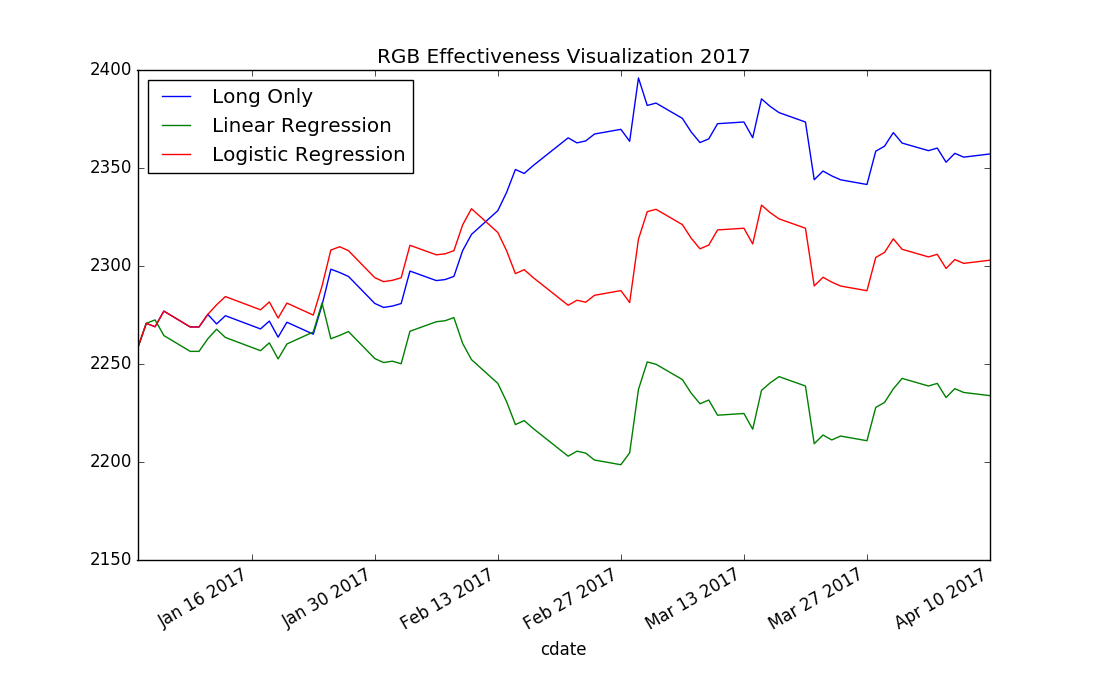 RGB Effectiveness Visualization 2017
2400
2350
2300
2250
2200
2150
Long Only
Linear Regression
Logistic Regression
Jan 16 2017
Jan 30 2017
Feb 13 2017
Feb 27 2017
Mar 13 2017
Mar 27 2017
Apr 10 2017
cdate